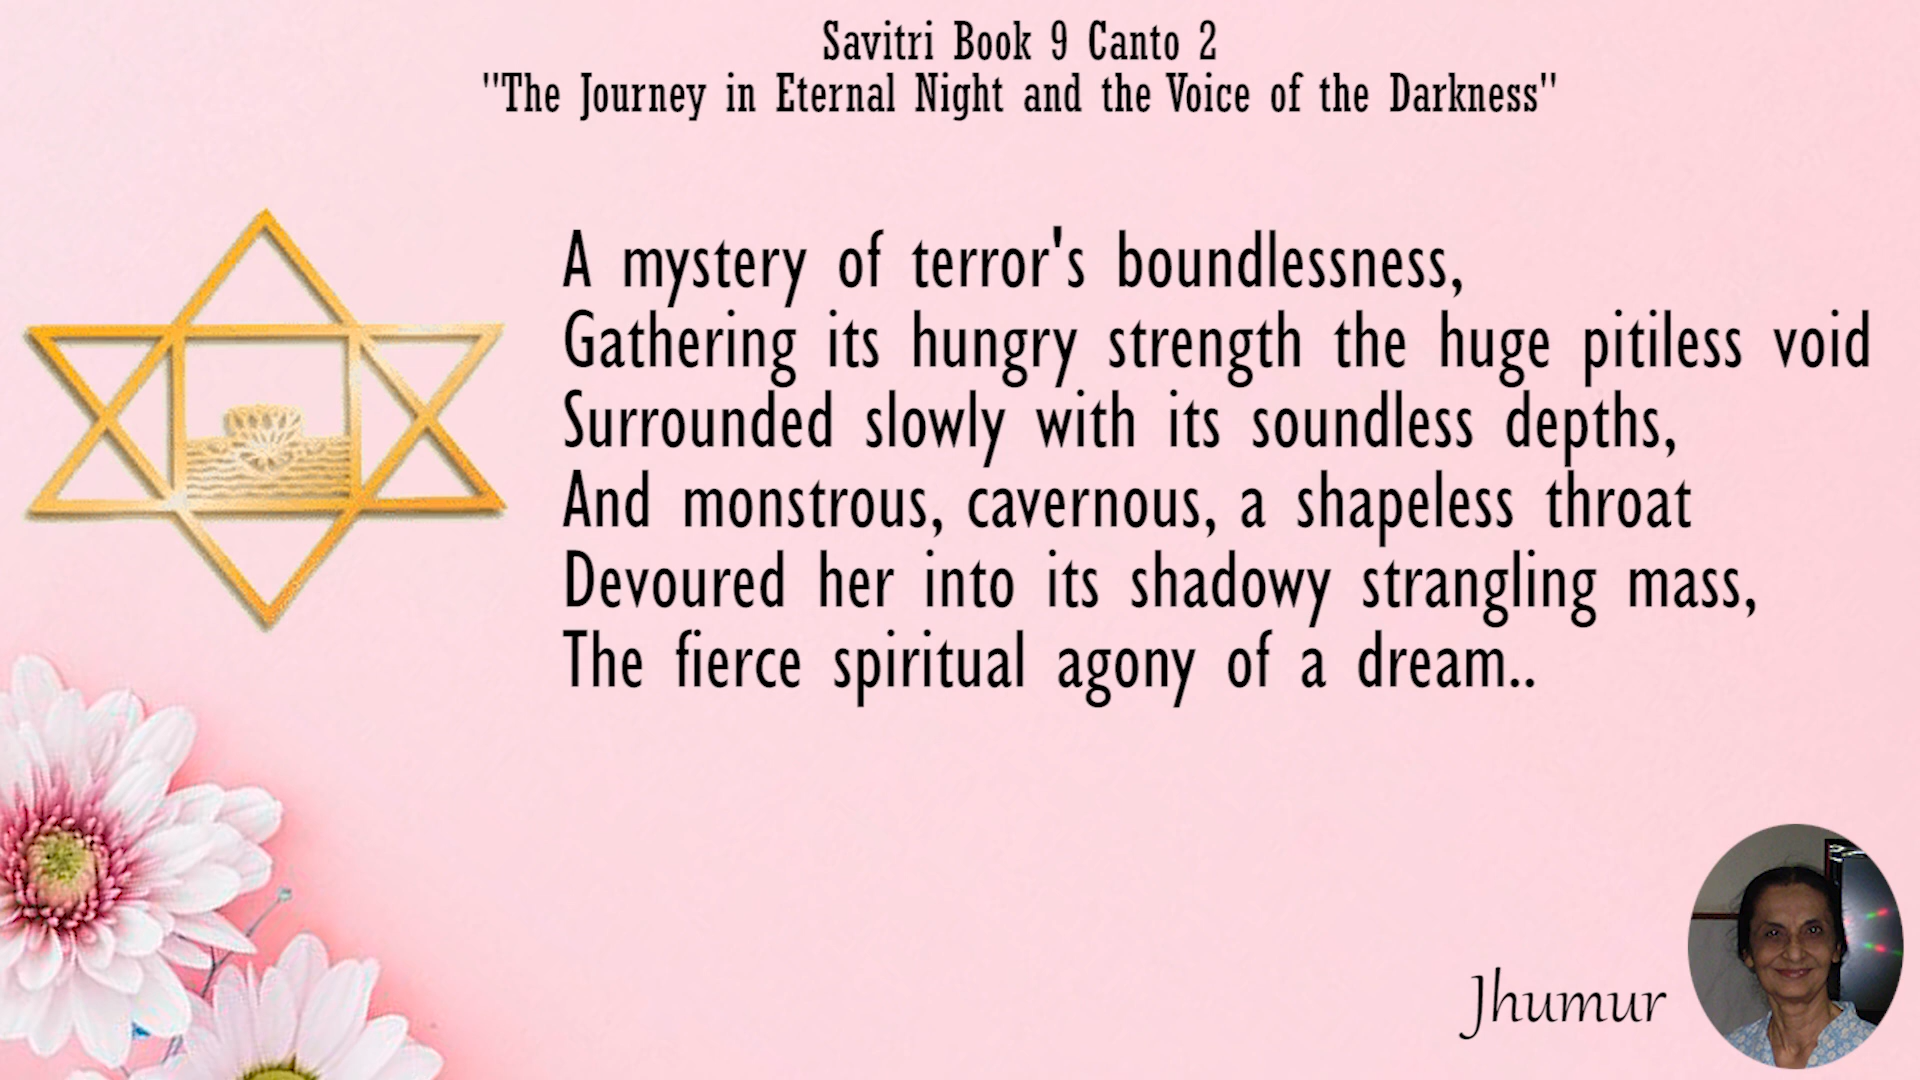 Savitri Book 9 Canto 2
"The Journey in Eternal Night and the Voice of the Darkness"
A mystery of terror's boundlessness,
Gathering its hungry strength the huge pitiless void
Surrounded slowly with its soundless depths,
And monstrous, cavernous, a shapeless throat
Devoured her into its shadowy strangling mass,
The fierce spiritual agony of a dream..
Jhumur